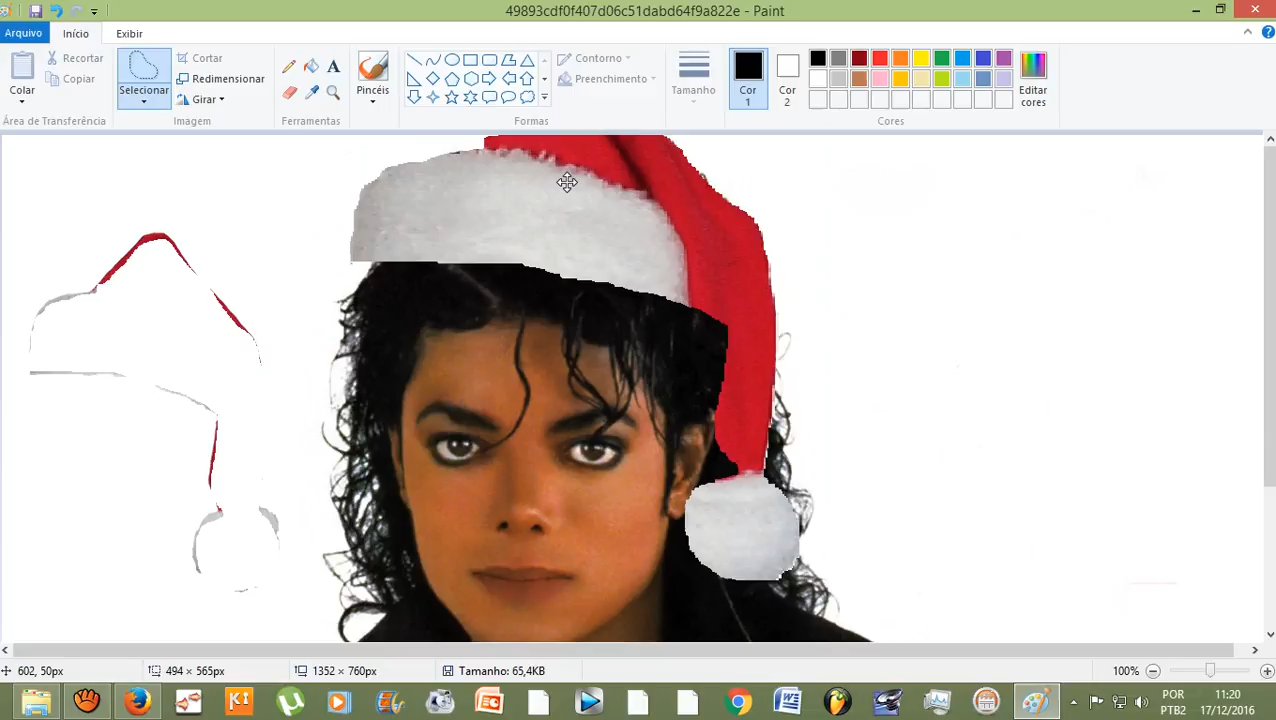 49893cdf0f407d06c51dabd64f9a822e - Paint
Arquivo Início Exibir
Colar
Recortar
Copiar
Área de Transferência
Selecionar
Cortar
Redimensionar
Girar
Imagem
A
Ferramentas
Pincéis
Contorno
Preenchimento
Formas
Tamanho
Cor 1
Cor 2
Editar cores
Cores
602, 50px
494 × 565px
1352 × 760px
Tamanho: 65,4KB
100%
K!
W
POR
PTB2
11:20
17/12/2016